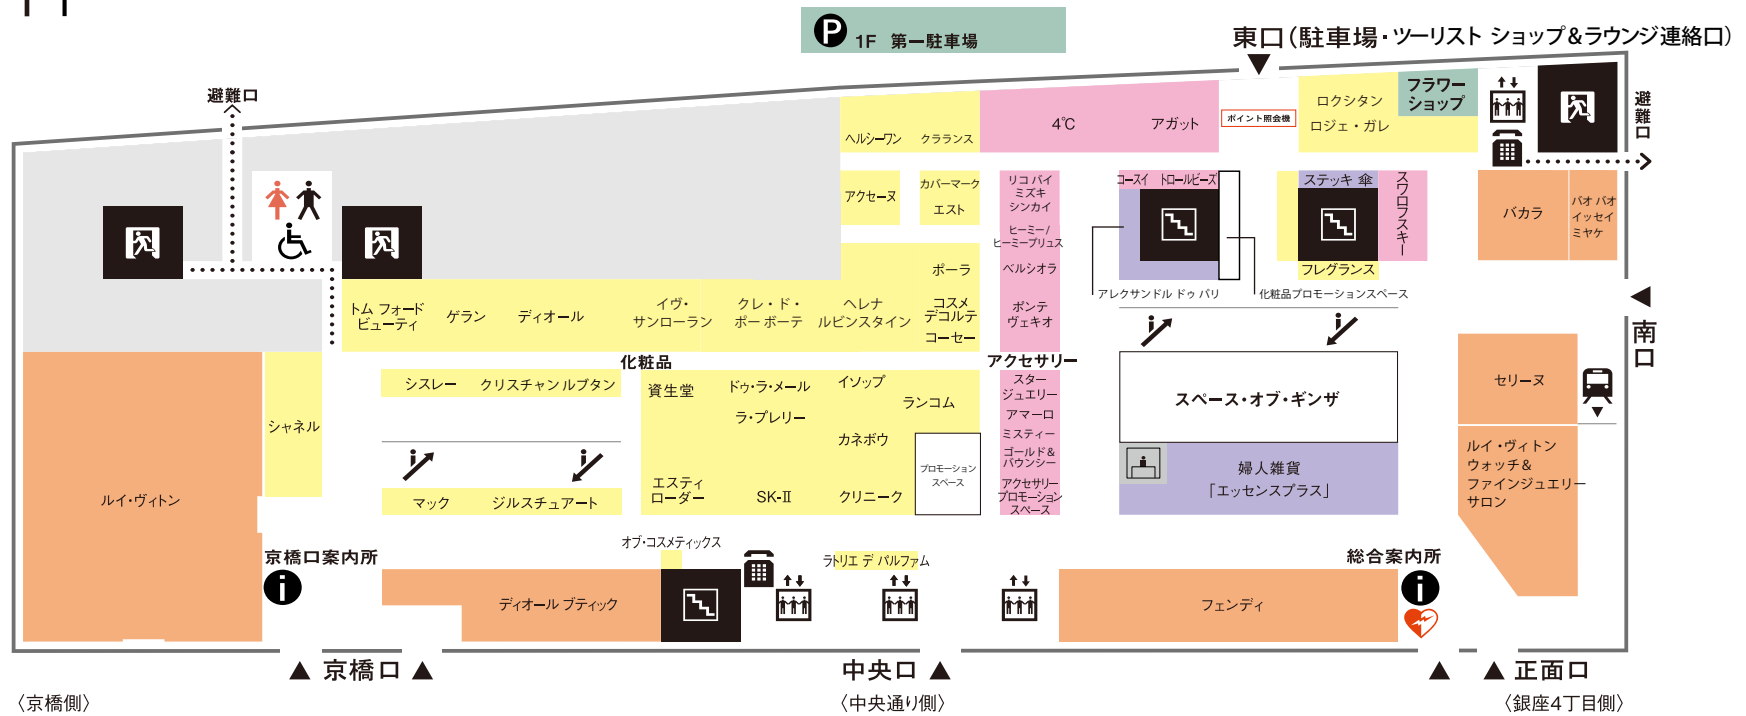 P 1F 第一駐車場
東口(駐車場・ツーリスト ショップ&ラウンジ連絡口)
避難口
フラワー
ショップ
ロクシタン
ロジェ・ガレ
ポイント照会機
4℃
アガット
ヘルシーワン
クラランス
避難口
アクセーヌ
カバーマーク
エスト
リコ バイ
ミズキ
シンカイ
コースイ
トロールビーズ
ステッキ 傘
スワロフスキー
バカラ
バオ バオ
イッセイ
ミヤケ
ヒーミー/
ヒーミープリュス
ポーラ
ベルシオラ
フレグランス
アレクサンドル ドゥ パリ
化粧品プロモーションスペース
トム フォード
ビューティ
ゲラン
ディオール
イヴ・
サンローラン
クレ・ド・
ポー ボーテ
ヘレナ
ルビンスタイン
コスメ
デコルテ
コーセー
ポンテ
ヴェキオ
南口
化粧品
アクセサリー
シスレー
クリスチャン ルブタン
資生堂
ドゥ・ラ・メール
イソップ
ラ・プレリー
ランコム
スター
ジュエリー
アマーロ
ミスティー
ゴールド&
バウンシー
スペース・オブ・ギンザ
セリーヌ
シャネル
カネボウ
プロモーション
スペース
アクセサリー
プロモーション
スペース
婦人雑貨
「エッセンスプラス」
ルイ・ヴィトン
ウォッチ&
ファインジュエリー
サロン
ルイ・ヴィトン
マック
ジルスチュアート
エスティ
ローダー
SK-II
クリニーク
京橋口案内所
i
オブ・コスメティックス
ラトリエ デ パルファム
総合案内所
i
ディオール ブティック
フェンディ
京橋口
中央口
正面口
〈京橋側〉
〈中央通り側〉
〈銀座4丁目側〉